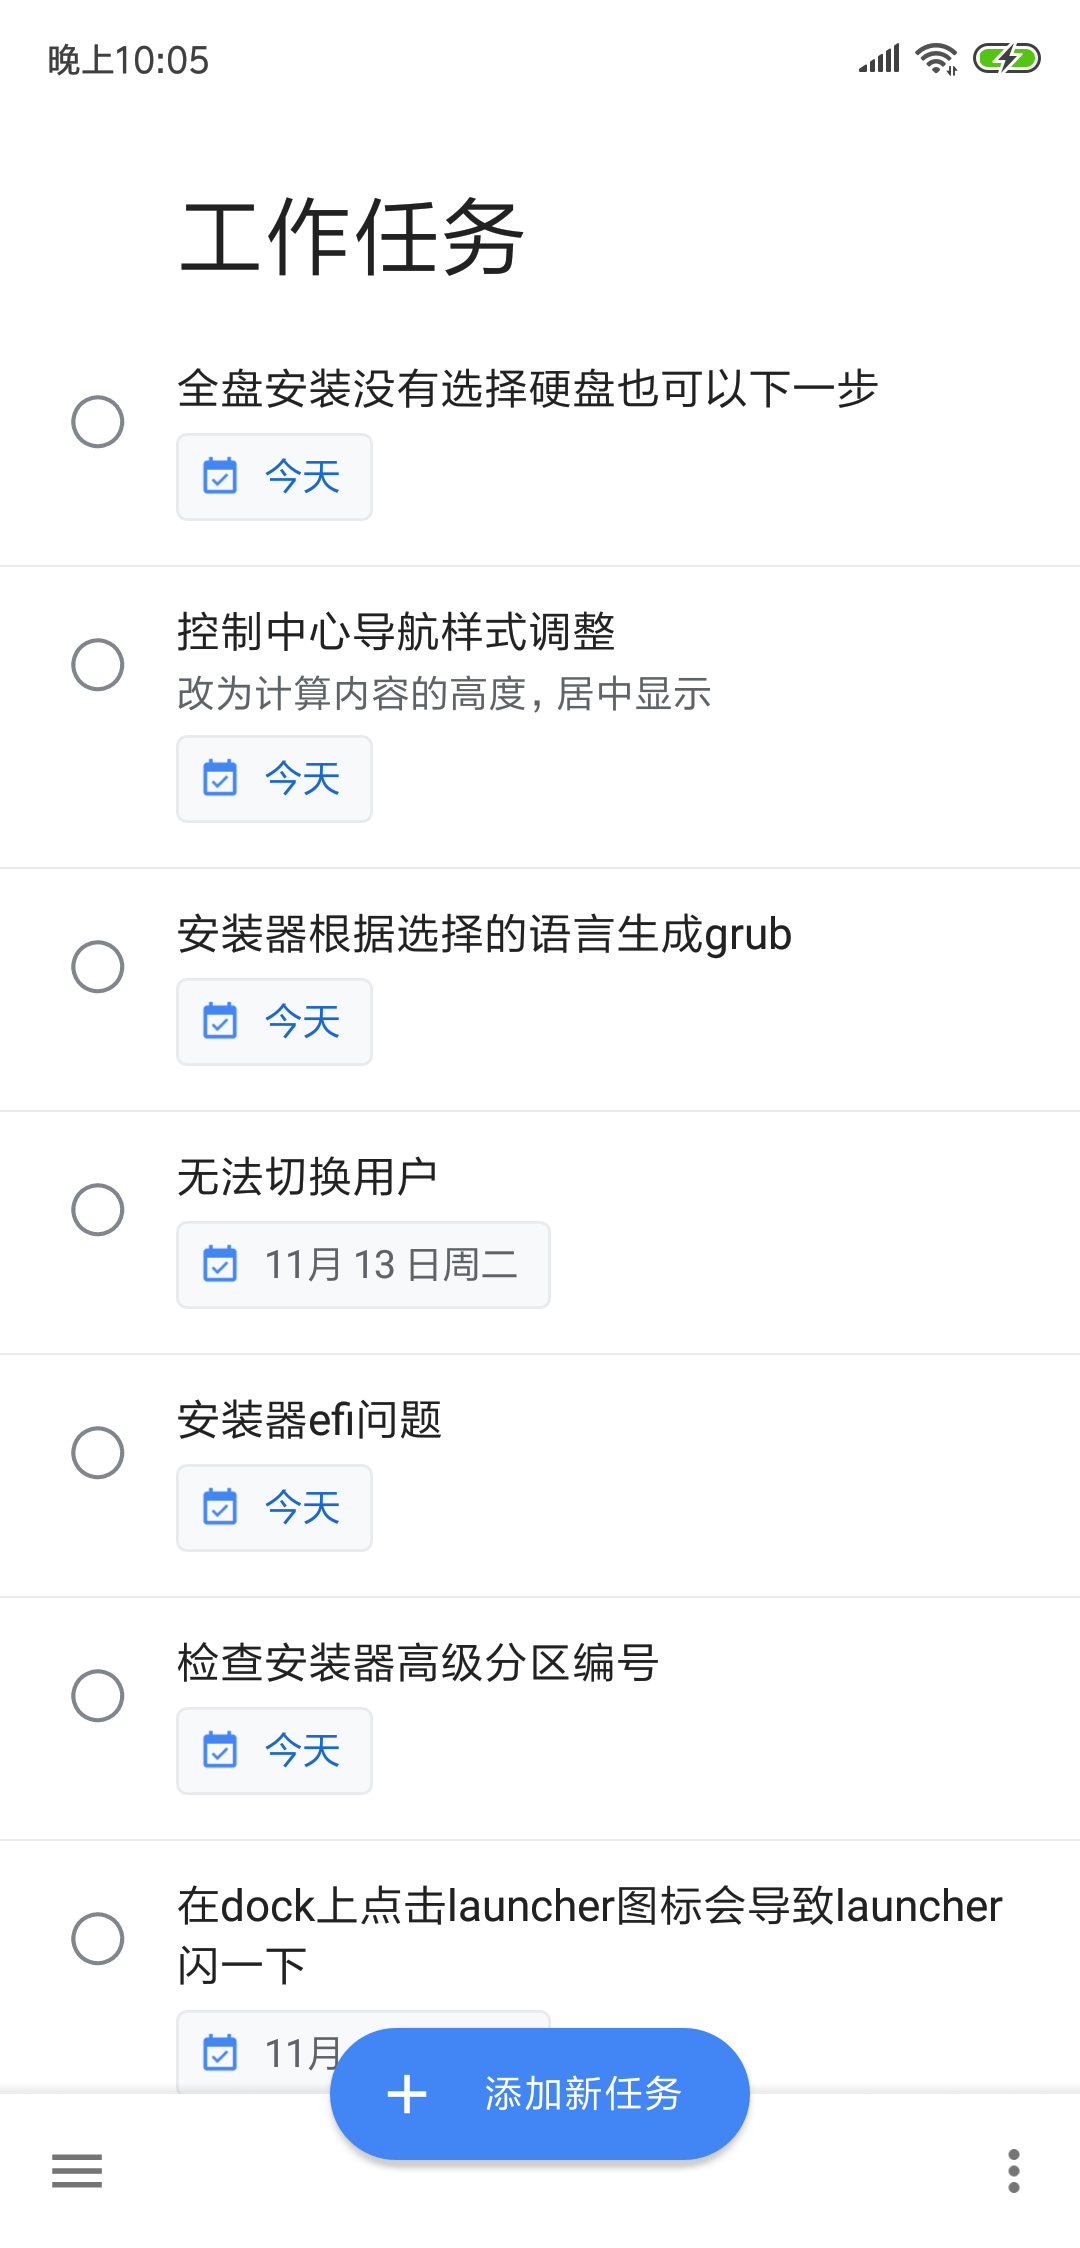 晚上10:05
工作任务
全盘安装没有选择硬盘也可以下一步
今天
控制中心导航样式调整
改为计算内容的高度，居中显示
今天
安装器根据选择的语言生成grub
今天
无法切换用户
11月 13 日周二
安装器efi问题
今天
检查安装器高级分区编号
今天
在dock上点击launcher图标会导致launcher
闪一下
11月
添加新任务